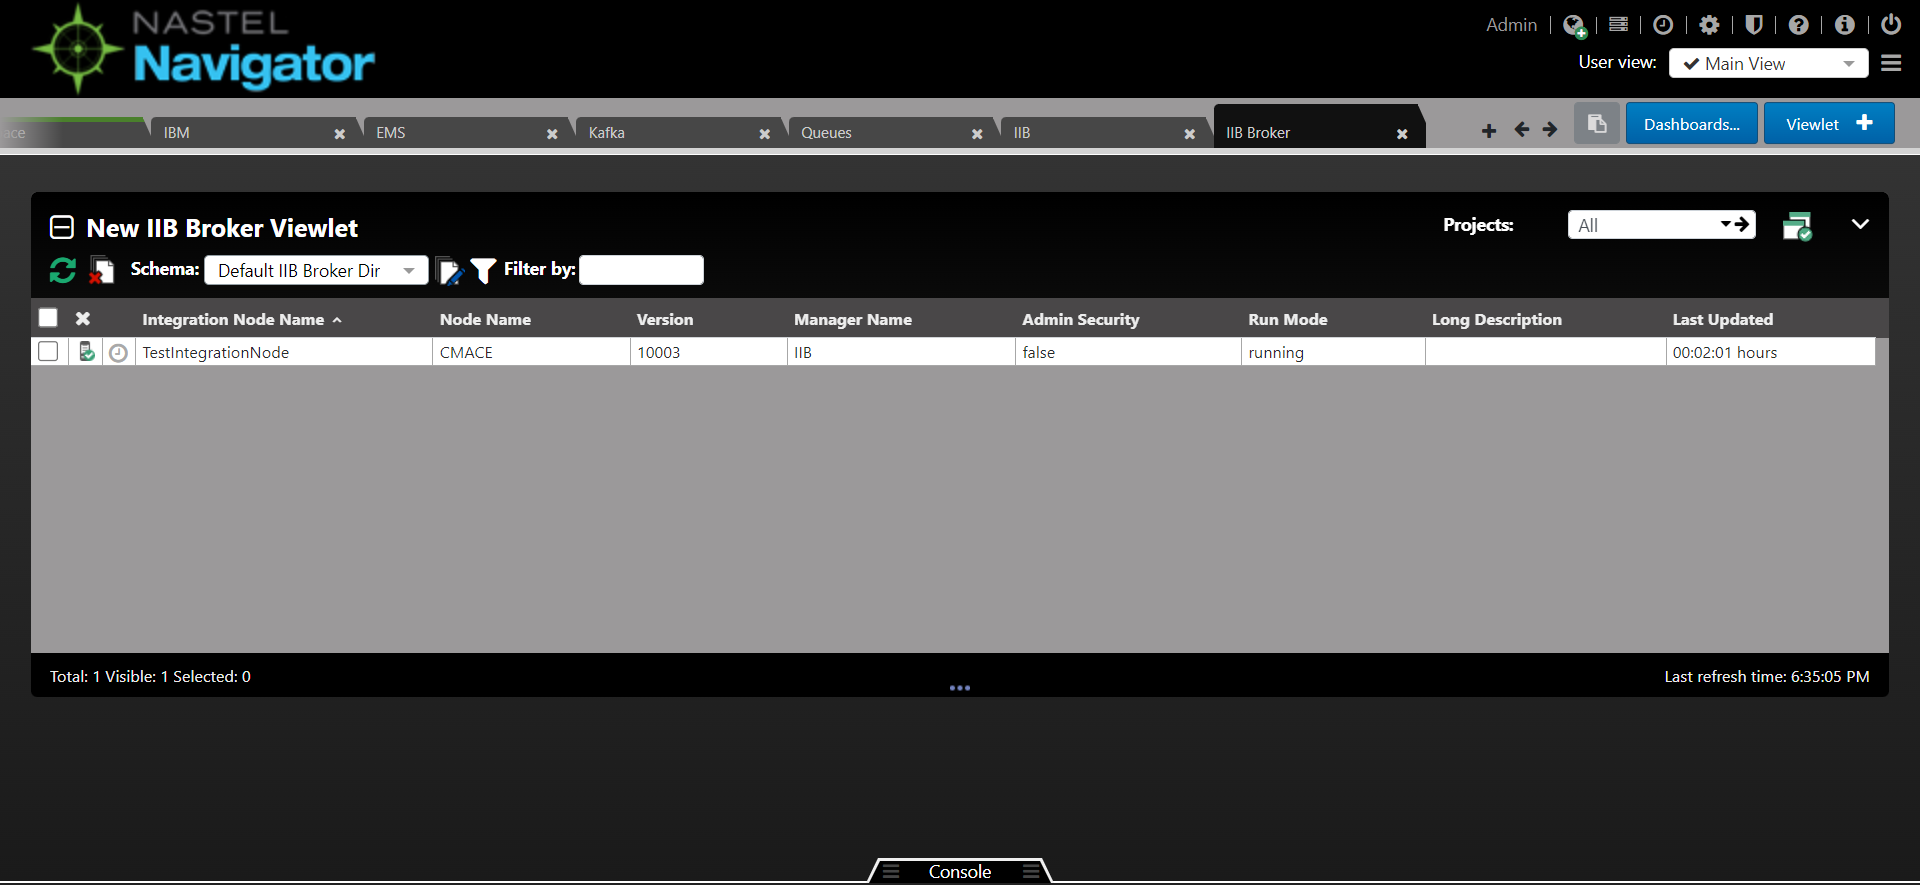 NASTEL
Navigator
Admin
User view: Main View
ace IBM EMS Kafka Queues IIB IIB Broker Dashboards... Viewlet
New IIB Broker Viewlet Projects: All
Schema: Default IIB Broker Dir Filter by:
Integration Node Name Node Name Version Manager Name Admin Security Run Mode Long Description Last Updated
TestIntegrationNode CMACE 10003 IIB false running 00:02:01 hours
Total: 1 Visible: 1 Selected: 0 Last refresh time: 6:35:05 PM
Console